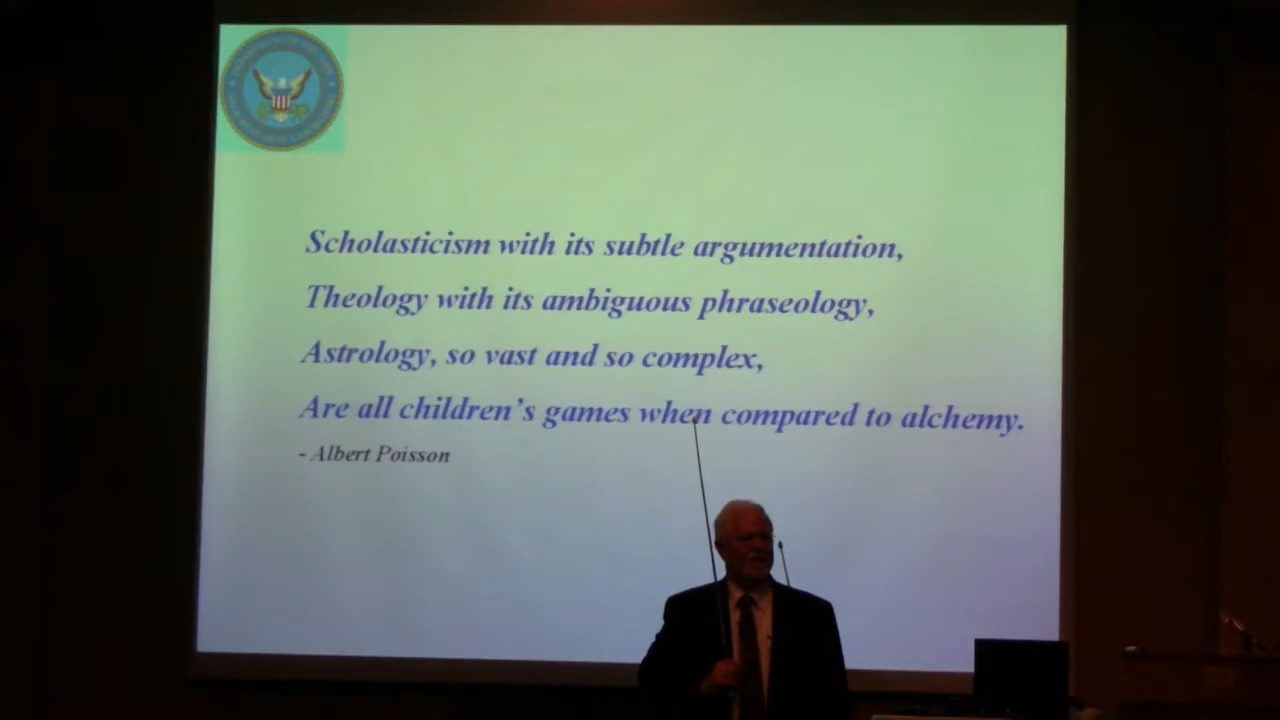 Scholasticism with its subtle argumentation,
Theology with its ambiguous phraseology,
Astrology, so vast and so complex,
Are all children's games when compared to alchemy.
- Albert Poisson